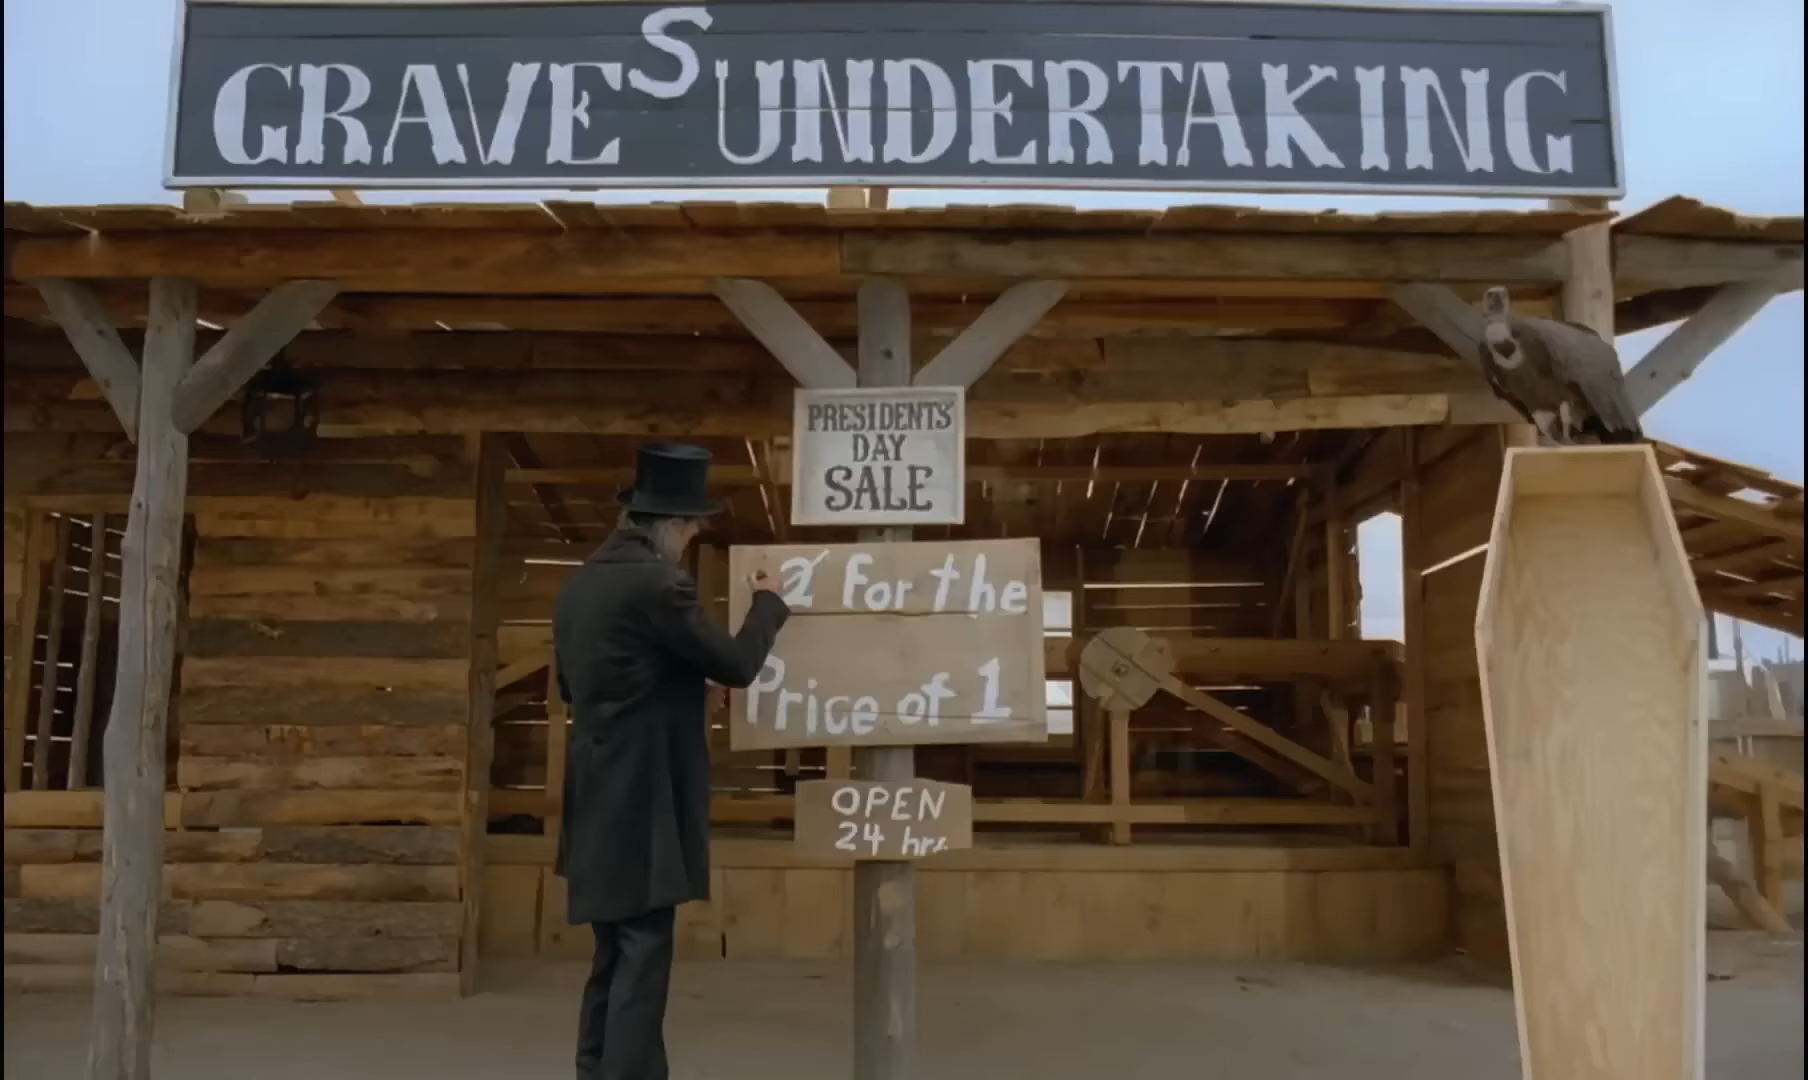 GRAVES UNDERTAKING
PRESIDENTS'
DAY
SALE
2 For the
Price of 1
OPEN
24 hrs